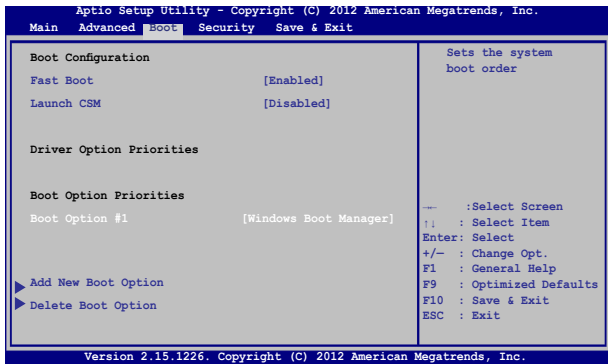 Aptio Setup Utility - Copyright (C) 2012 American Megatrends, Inc.
Main Advanced Boot Security Save & Exit
Boot Configuration
Fast Boot [Enabled]
Launch CSM [Disabled]
Driver Option Priorities
Boot Option Priorities
Boot Option #1 [Windows Boot Manager]
Add New Boot Option
Delete Boot Option
Sets the system
boot order
→← :Select Screen
↑↓ : Select Item
Enter: Select
+/— : Change Opt.
F1 : General Help
F9 : Optimized Defaults
F10 : Save & Exit
ESC : Exit
Version 2.15.1226. Copyright (C) 2012 American Megatrends, Inc.